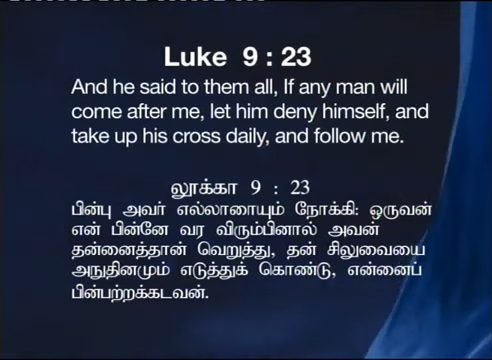 Luke 9 : 23
And he said to them all, If any man will
come after me, let him deny himself, and
take up his cross daily, and follow me.
லூக்கா 9 : 23
பின்பு அவர் எல்லாரையும் நோக்கி: ஒருவன்
என் பின்னே வர விரும்பினால் அவன்
தன்னைத்தான் வெறுத்து, தன் சிலுவையை
அநுதினமும் எடுத்துக் கொண்டு, என்னைப்
பின்பற்றக்கடவன்.